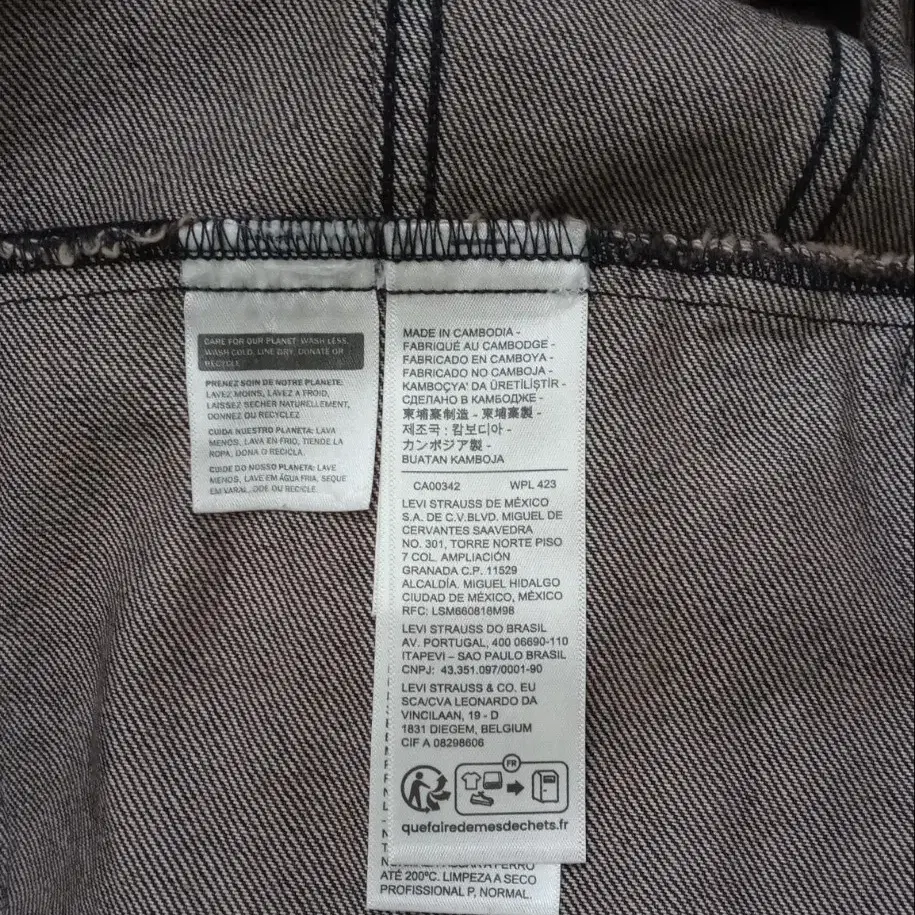 CARE FOR OUR PLANET: WASH LESS,
WASH COLD, LINE DRY, DONATE OR
RECYCLE
PRENEZ SOIN DE NOTRE PLANETE:
LAVEZ MOINS, LAVEZ A FROID,
LAISSEZ SECHER NATURELLEMENT,
DONNEZ OU RECYCLEZ
CUIDA NUESTRO PLANETA: LAVA
MENOS, LAVA EN FRIO, TIENDE LA
ROPA, DONA O RECICLA.
CUIDE DO NOSSO PLANETA: LAVE
MENOS, LAVE EM ÁGUA FRIA, SEQUE
EM VARAL, DOE OU RECICLE.
MADE IN CAMBODIA -
FABRIQUÉ AU CAMBODGE -
FABRICADO EN CAMBOYA -
FABRICADO NO CAMBOJA -
KAMBOÇYA' DA ÜRETİLİŞTİR -
СДЕЛАНО В КАМБОДЖЕ -
柬埔寨制造 - 柬埔寨製 -
제조국 : 캄보디아 -
カンボジア製 -
BUATAN KAMBOJA
CA00342 WPL 423
LEVI STRAUSS DE MÉXICO
S.A. DE C.V.BLVD. MIGUEL DE
CERVANTES SAAVEDRA
NO. 301, TORRE NORTE PISO
7 COL. AMPLIACIÓN
GRANADA C.P. 11529
ALCALDÍA. MIGUEL HIDALGO
CIUDAD DE MÉXICO, MÉXICO
RFC: LSM660818M98
LEVI STRAUSS DO BRASIL
AV. PORTUGAL, 400 06690-110
ITAPEVI – SAO PAULO BRASIL
CNPJ: 43.351.097/0001-90
LEVI STRAUSS & CO. EU
SCA/CVA LEONARDO DA
VINCILAAN, 19 - D
1831 DIEGEM, BELGIUM
CIF A 08298606
FR
quefairedemesdechets.fr
ATÉ 200°C. LIMPEZA A SECO
PROFISSIONAL P, NORMAL.